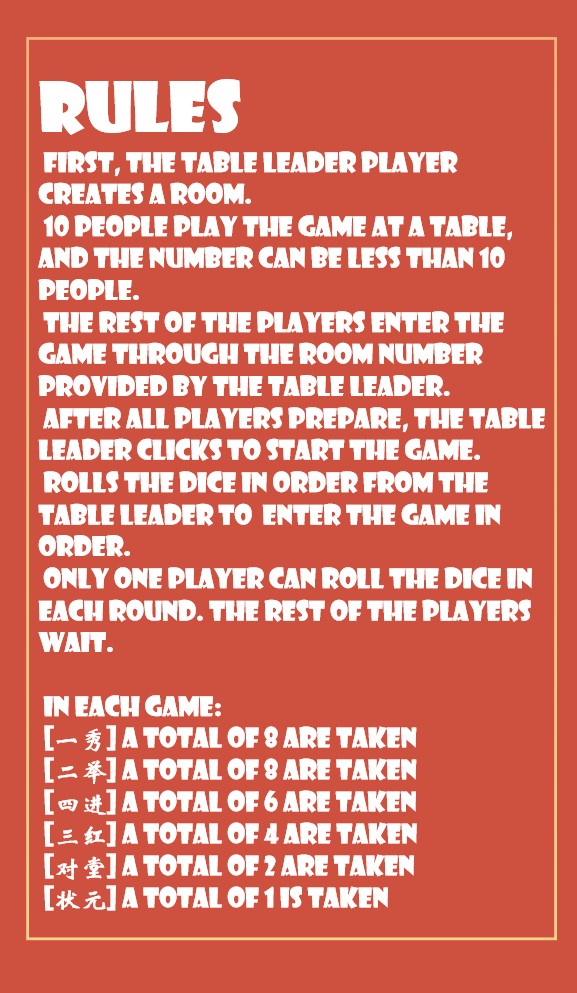 RULES
FIRST, THE TABLE LEADER PLAYER
CREATES A ROOM.
10 PEOPLE PLAY THE GAME AT A TABLE,
AND THE NUMBER CAN BE LESS THAN 10
PEOPLE.
THE REST OF THE PLAYERS ENTER THE
GAME THROUGH THE ROOM NUMBER
PROVIDED BY THE TABLE LEADER.
AFTER ALL PLAYERS PREPARE, THE TABLE
LEADER CLICKS TO START THE GAME.
ROLLS THE DICE IN ORDER FROM THE
TABLE LEADER TO ENTER THE GAME IN
ORDER.
ONLY ONE PLAYER CAN ROLL THE DICE IN
EACH ROUND. THE REST OF THE PLAYERS
WAIT.
IN EACH GAME:
[一秀] A TOTAL OF 8 ARE TAKEN
[二举] A TOTAL OF 8 ARE TAKEN
[四进] A TOTAL OF 6 ARE TAKEN
[三红] A TOTAL OF 4 ARE TAKEN
[对堂] A TOTAL OF 2 ARE TAKEN
[状元] A TOTAL OF 1 IS TAKEN